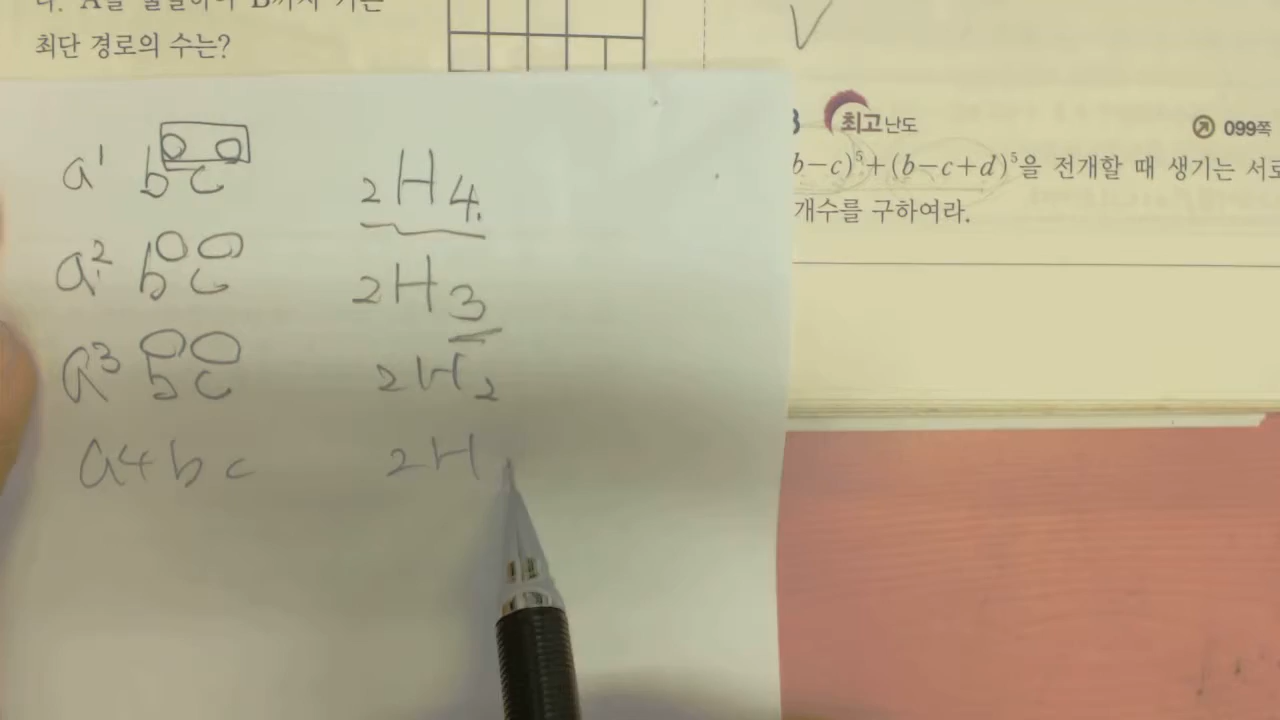 최단 경로의 수는?
최고난도
099쪽
b-c)⁵+(b-c+d)⁵을 전개할 때 생기는 서로
개수를 구하여라.
a¹ b c ₂H₄
a² b c ₂H₃
a³ b c ₂H₂
a4 b c ₂H